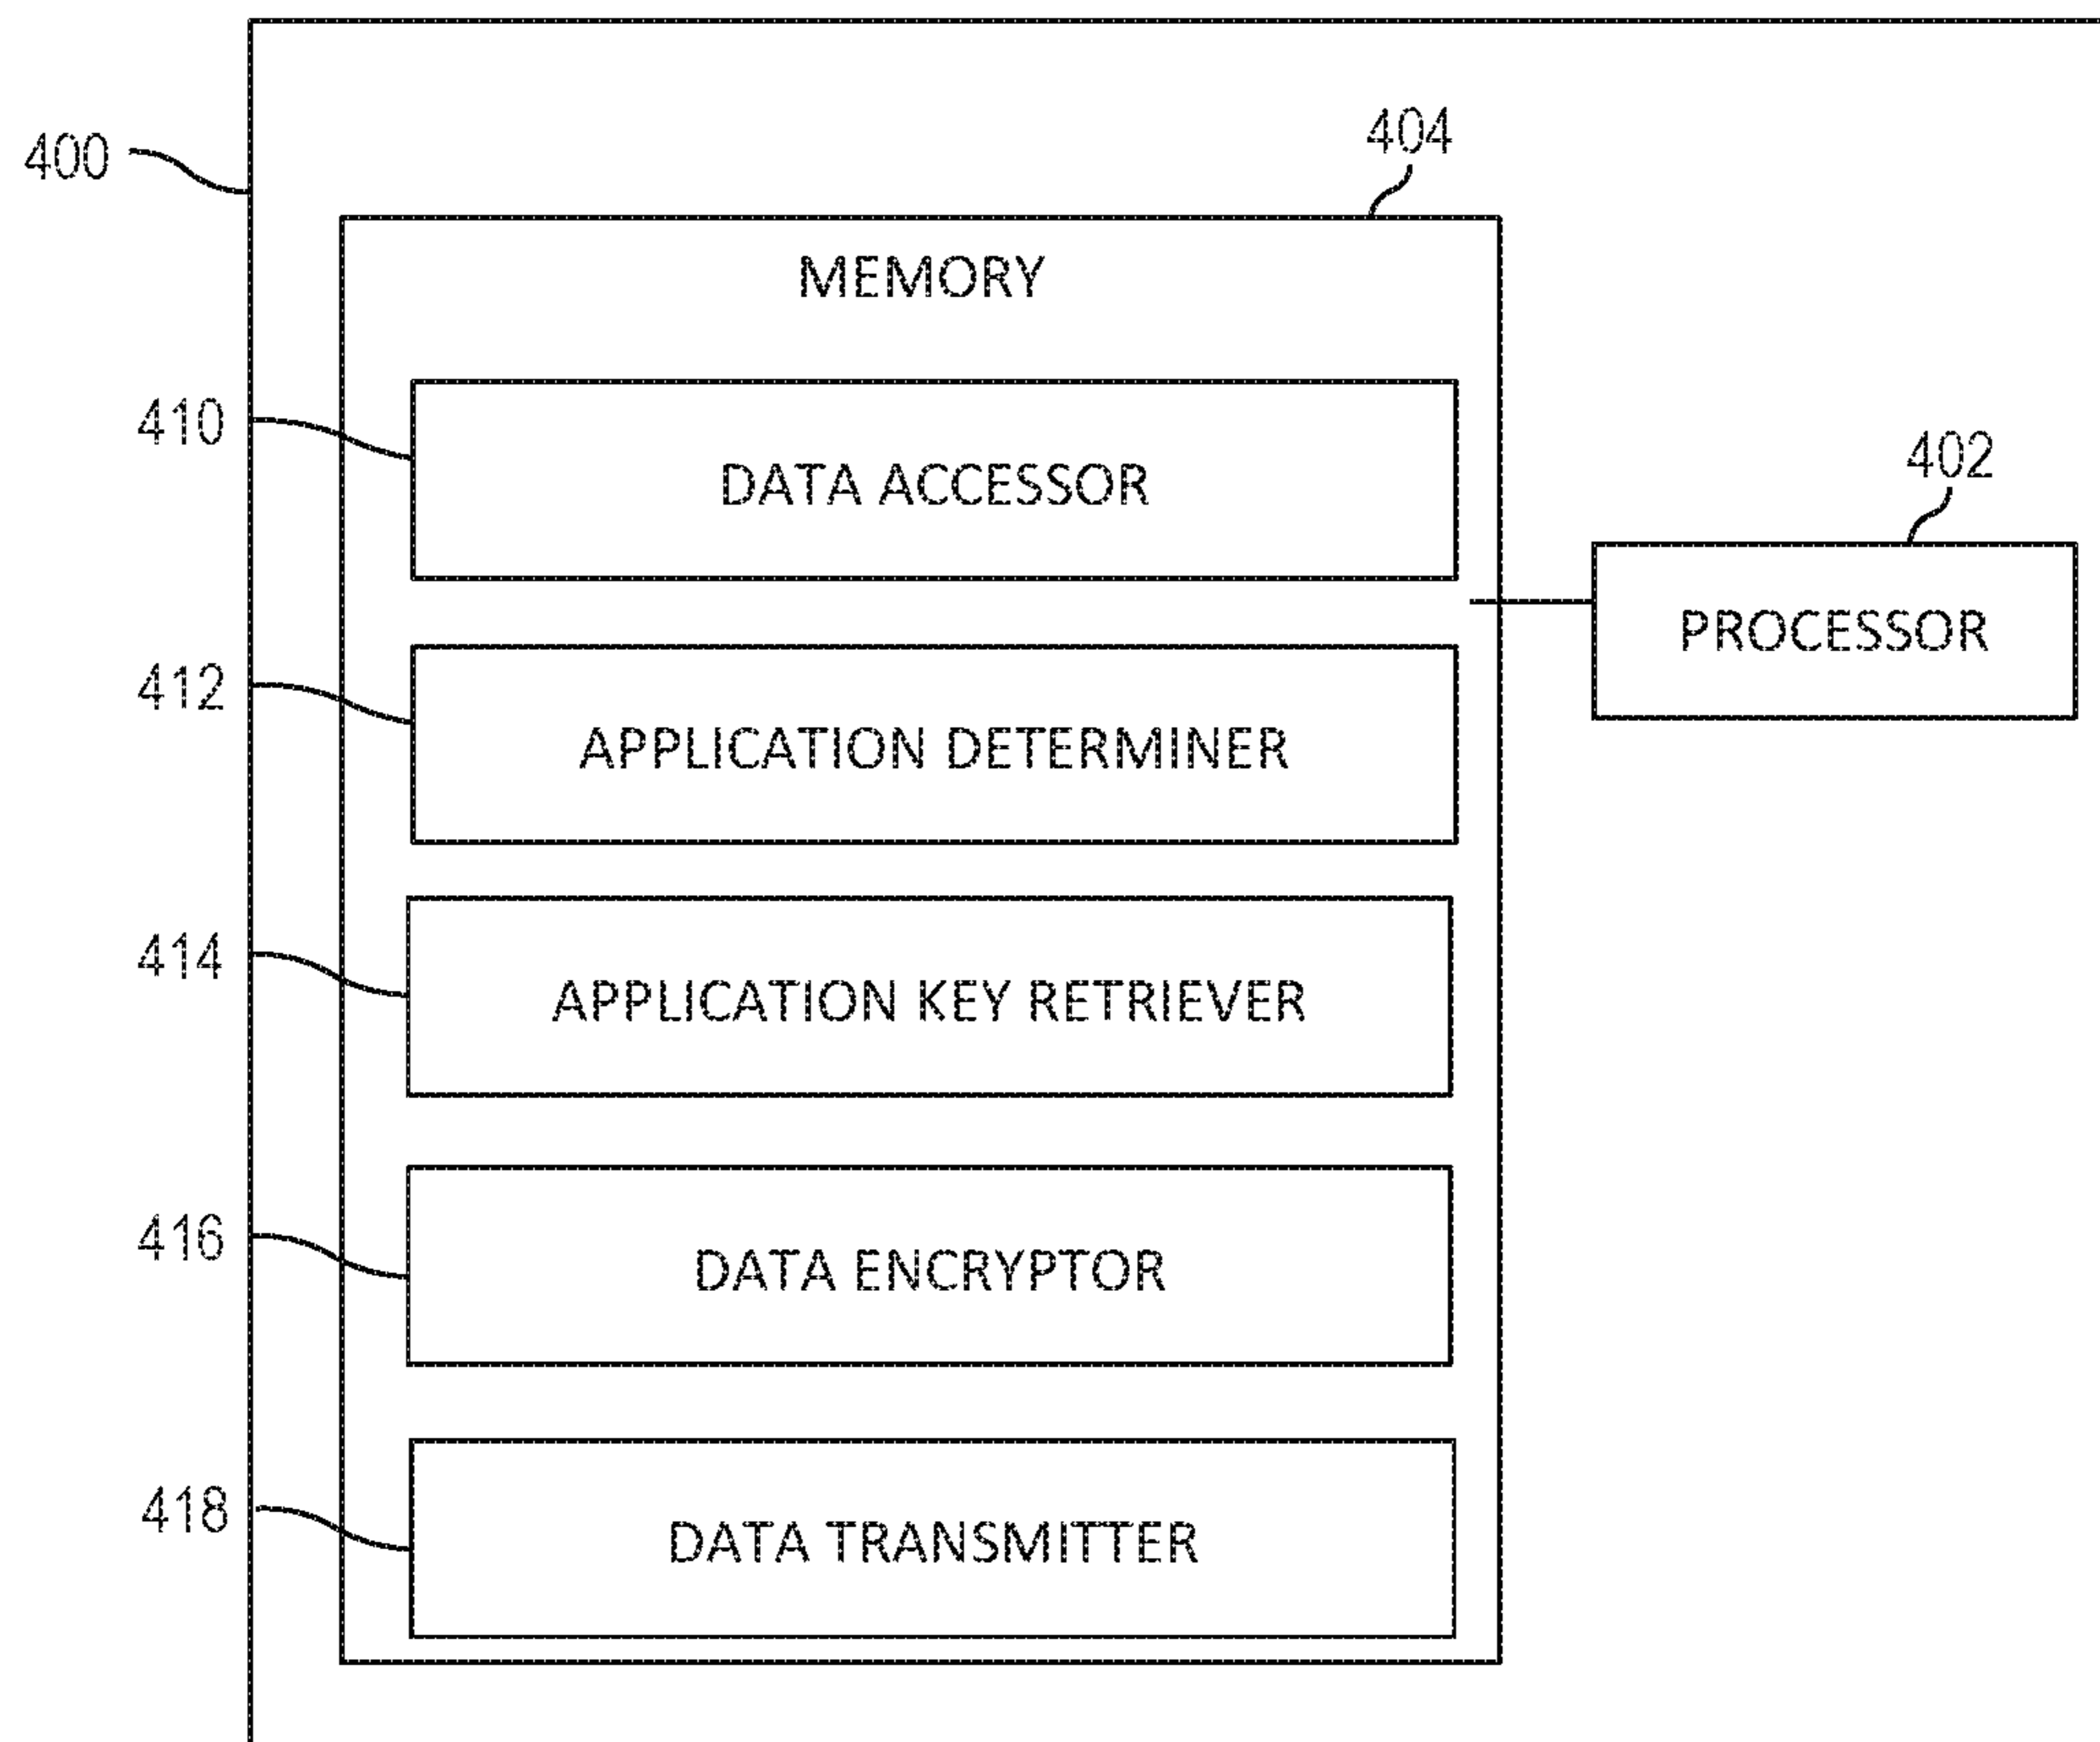 404
400
MEMORY
410
DATA ACCESSOR
402
PROCESSOR
412
APPLICATION DETERMINER
414
APPLICATION KEY RETRIEVER
416
DATA ENCRYPTOR
418
DATA TRANSMITTER